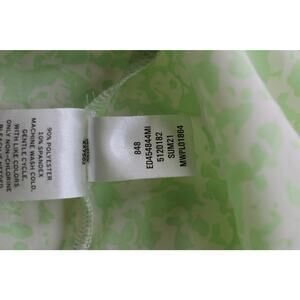 90% POLYESTER
10% SPANDEX
MACHINE WASH COLD,
GENTLE CYCLE,
WITH LIKE COLORS.
ONLY NON-CHLORINE
848
ED454844MI
5120182
SUM21
MWPLD1864